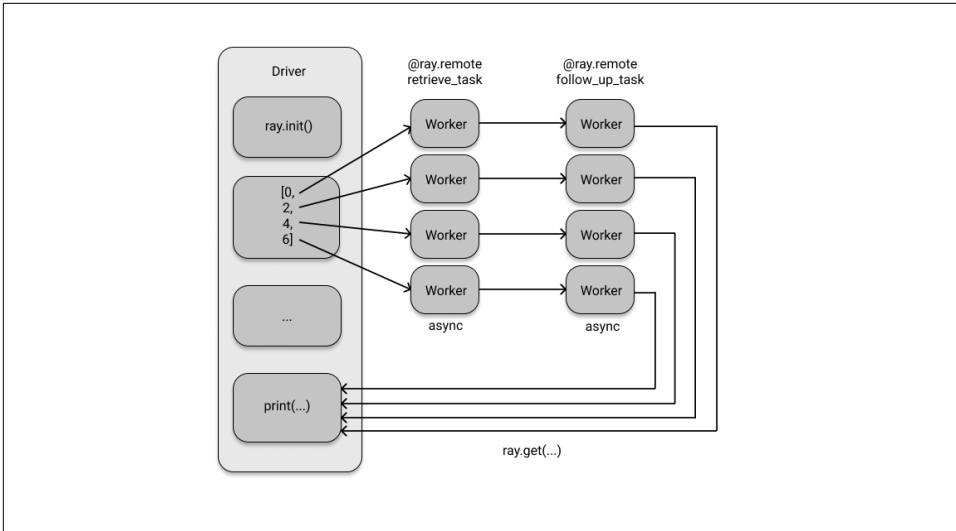 Driver
ray.init()
[0,
2,
4,
6]
...
print(...)
@ray.remote
retrieve_task
Worker
Worker
Worker
Worker
async
@ray.remote
follow_up_task
Worker
Worker
Worker
Worker
async
ray.get(...)